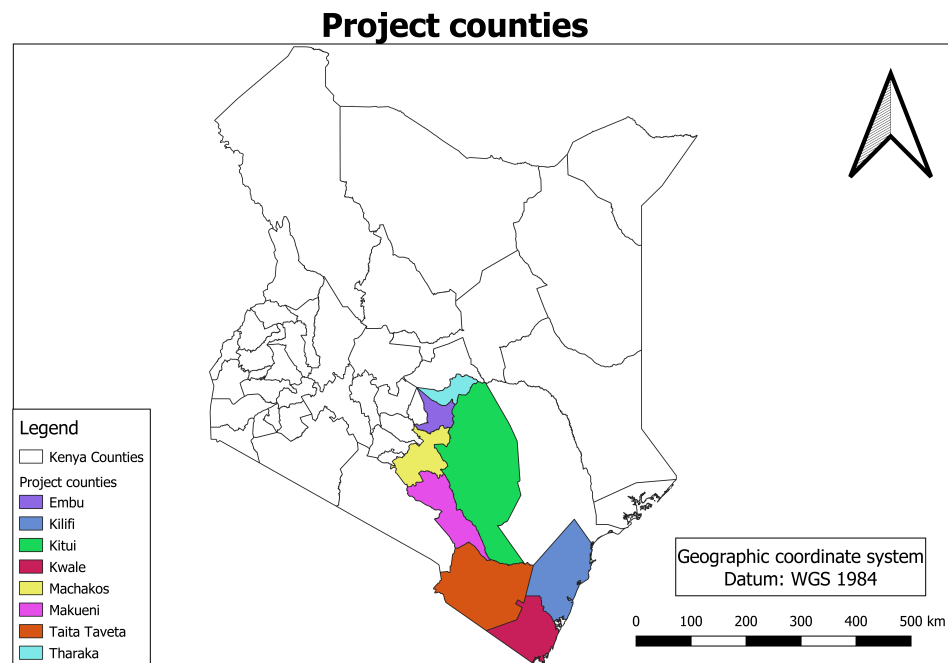 Project counties
Legend
Kenya Counties
Project counties
Embu
Kilifi
Kitui
Kwale
Machakos
Makueni
Taita Taveta
Tharaka
Geographic coordinate system
Datum: WGS 1984
0 100 200 300 400 500 km